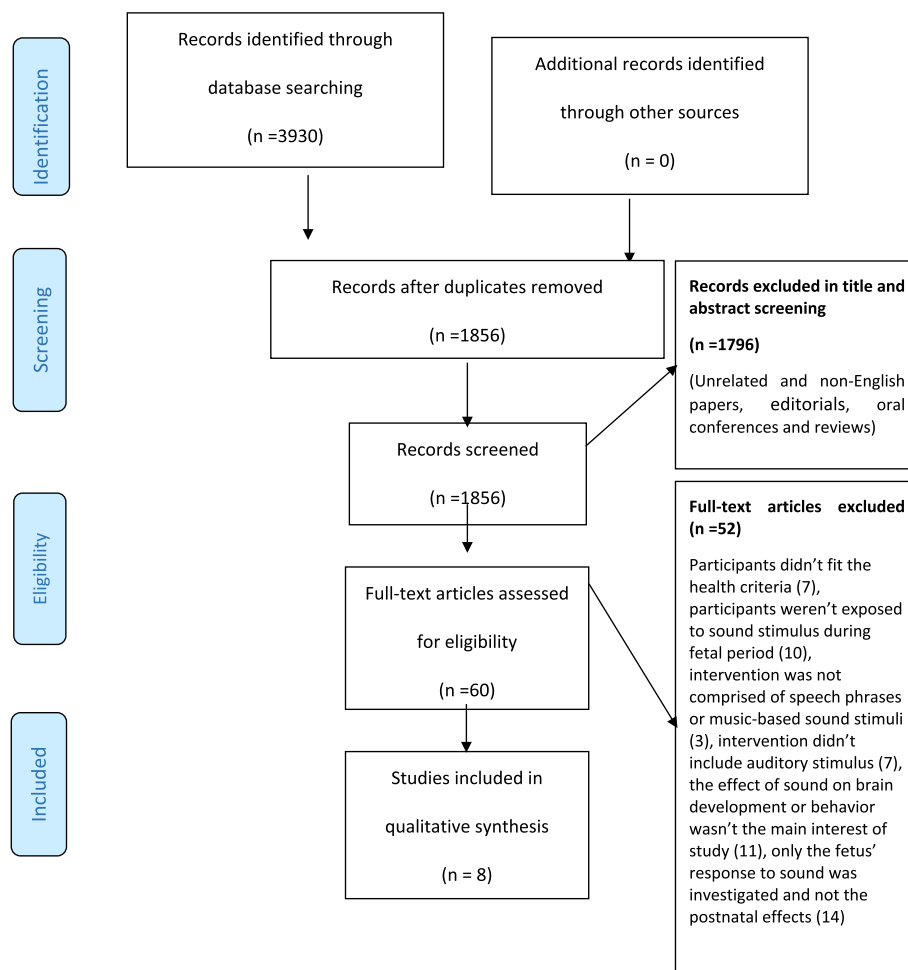 Identification
Records identified through
database searching
(n =3930)
Additional records identified
through other sources
(n = 0)
Screening
Records after duplicates removed
(n =1856)
Records excluded in title and
abstract screening
(n =1796)
(Unrelated and non-English
papers, editorials, oral
conferences and reviews)
Records screened
(n =1856)
Eligibility
Full-text articles assessed
for eligibility
(n =60)
Full-text articles excluded
(n =52)
Participants didn’t fit the
health criteria (7),
participants weren’t exposed
to sound stimulus during
fetal period (10),
intervention was not
comprised of speech phrases
or music-based sound stimuli
(3), intervention didn’t
include auditory stimulus (7),
the effect of sound on brain
development or behavior
wasn’t the main interest of
study (11), only the fetus’
response to sound was
investigated and not the
postnatal effects (14)
Included
Studies included in
qualitative synthesis
(n = 8)